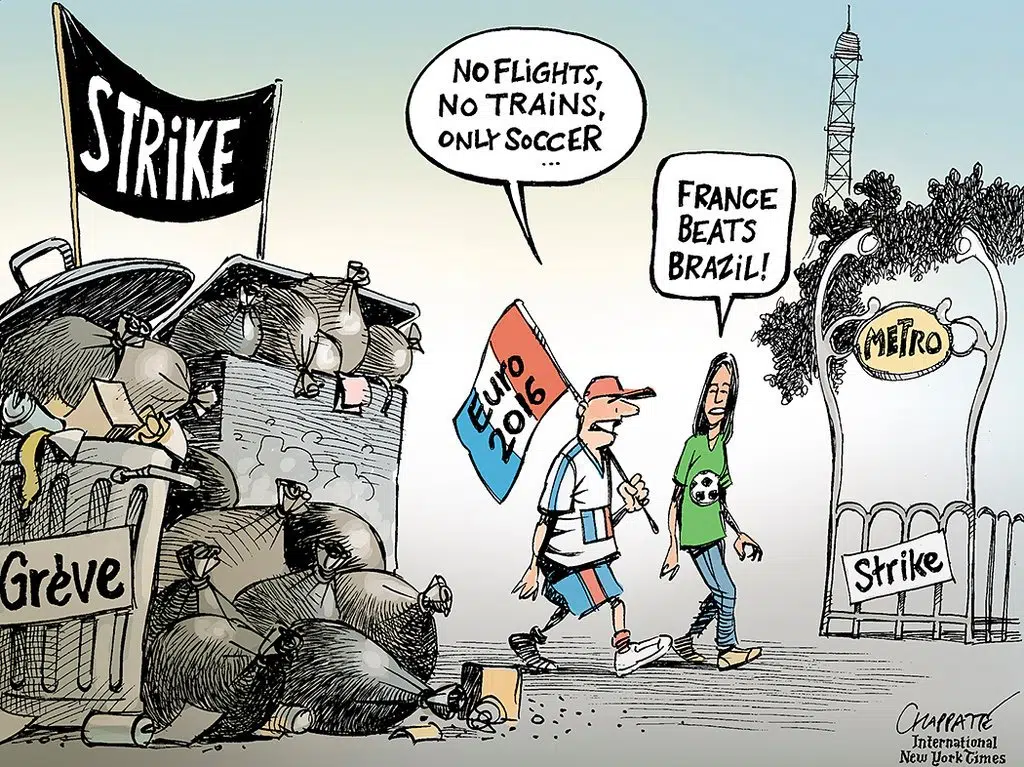 STRIKE
NO FLIGHTS,
NO TRAINS,
ONLY SOCCER
...
FRANCE
BEATS
BRAZIL!
EURO
2016
METRO
Grève
Strike
CHAPPATTE
International
New York Times